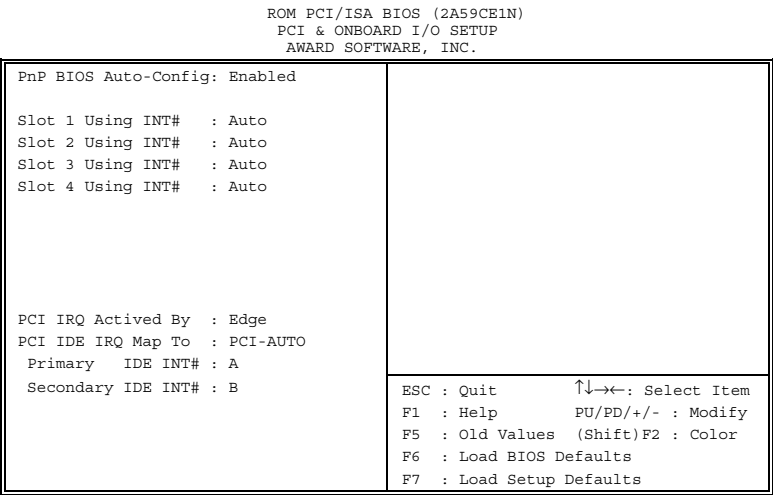 ROM PCI/ISA BIOS (2A59CE1N)
PCI & ONBOARD I/O SETUP
AWARD SOFTWARE, INC.
PnP BIOS Auto-Config: Enabled
Slot 1 Using INT# : Auto
Slot 2 Using INT# : Auto
Slot 3 Using INT# : Auto
Slot 4 Using INT# : Auto
PCI IRQ Actived By : Edge
PCI IDE IRQ Map To : PCI-AUTO
Primary IDE INT# : A
Secondary IDE INT# : B
ESC : Quit ↑↓→←: Select Item
F1 : Help PU/PD/+/- : Modify
F5 : Old Values (Shift)F2 : Color
F6 : Load BIOS Defaults
F7 : Load Setup Defaults